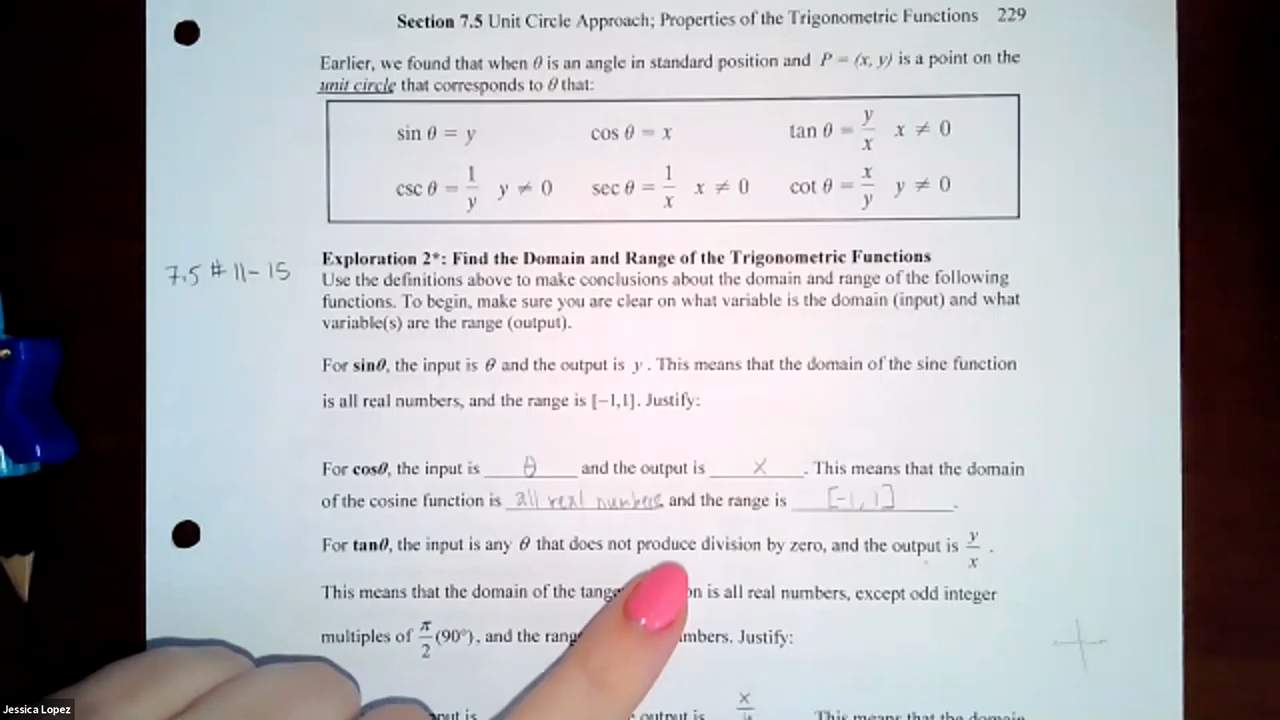 Section 7.5 Unit Circle Approach; Properties of the Trigonometric Functions 229
Earlier, we found that when θ is an angle in standard position and P = (x, y) is a point on the
unit circle that corresponds to θ that:
sin θ = y cos θ = x tan θ = y/x x ≠ 0
csc θ = 1/y y ≠ 0 sec θ = 1/x x ≠ 0 cot θ = x/y y ≠ 0
7.5 # 11-15
Exploration 2*: Find the Domain and Range of the Trigonometric Functions
Use the definitions above to make conclusions about the domain and range of the following
functions. To begin, make sure you are clear on what variable is the domain (input) and what
variable(s) are the range (output).
For sinθ, the input is θ and the output is y. This means that the domain of the sine function
is all real numbers, and the range is [−1,1]. Justify:
For cosθ, the input is θ and the output is x. This means that the domain
of the cosine function is all real numbers and the range is [-1, 1].
For tanθ, the input is any θ that does not produce division by zero, and the output is y/x.
This means that the domain of the is all real numbers, except odd integer
multiples of π/2 (90°), and the Justify:
output is x This means that the domain
Jessica Lopez